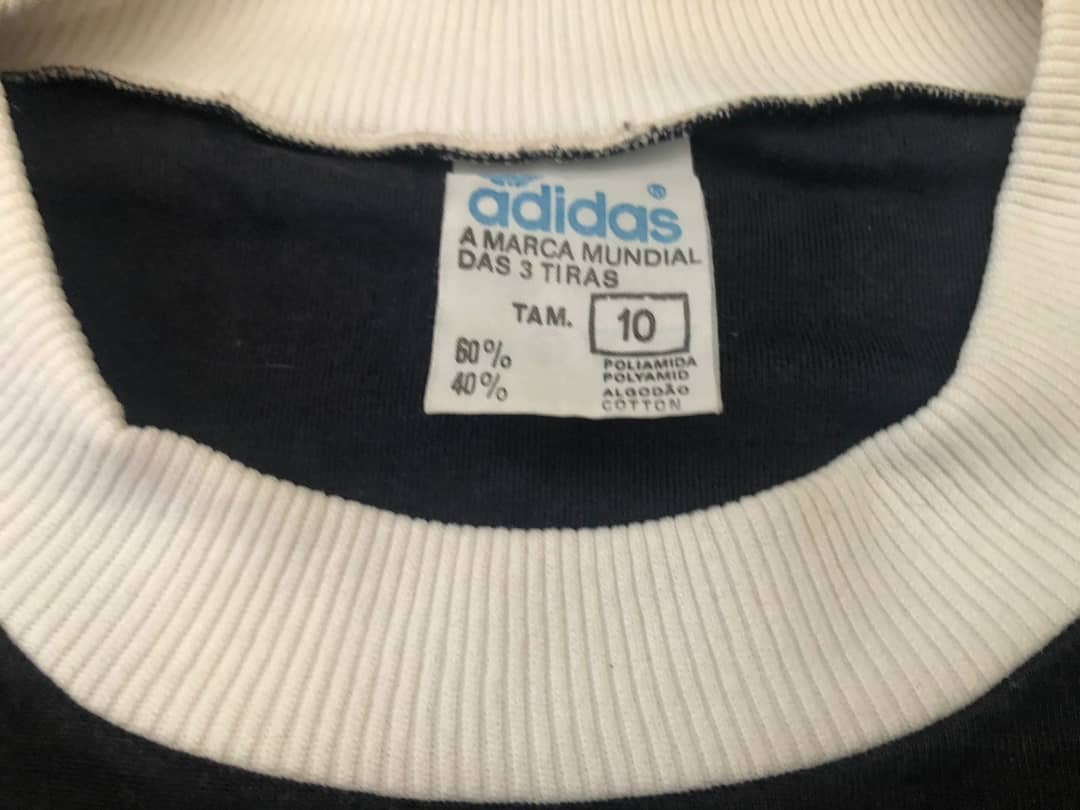 adidas®
A MARCA MUNDIAL
DAS 3 TIRAS
TAM. 10
60%
40%
POLIAMIDA
POLYAMID
ALGODÃO
COTTON